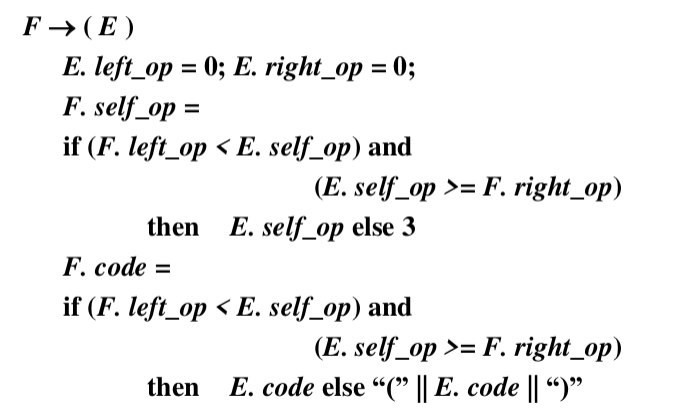 F → ( E )
E. left_op = 0; E. right_op = 0;
F. self_op =
if (F. left_op < E. self_op) and
(E. self_op >= F. right_op)
then E. self_op else 3
F. code =
if (F. left_op < E. self_op) and
(E. self_op >= F. right_op)
then E. code else “(” || E. code || “)”